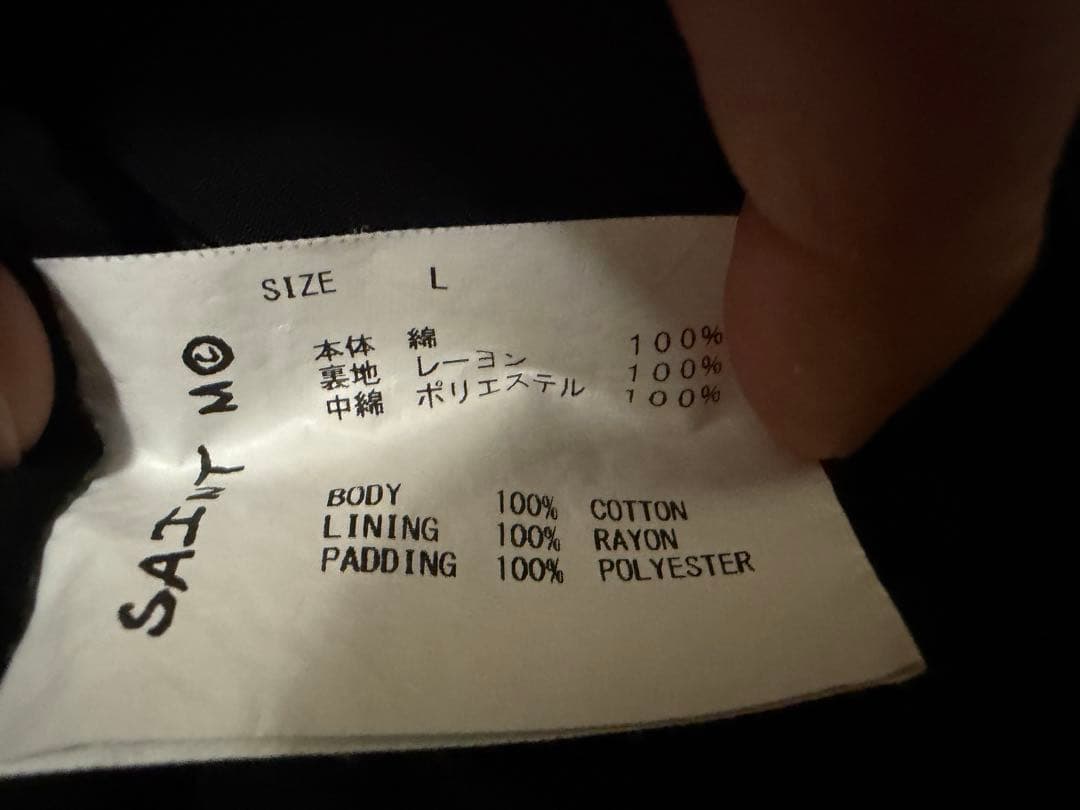 SIZE L
本体 綿 100%
裏地 レーヨン 100%
中綿 ポリエステル 100%
BODY 100% COTTON
LINING 100% RAYON
PADDING 100% POLYESTER
SAINT M©